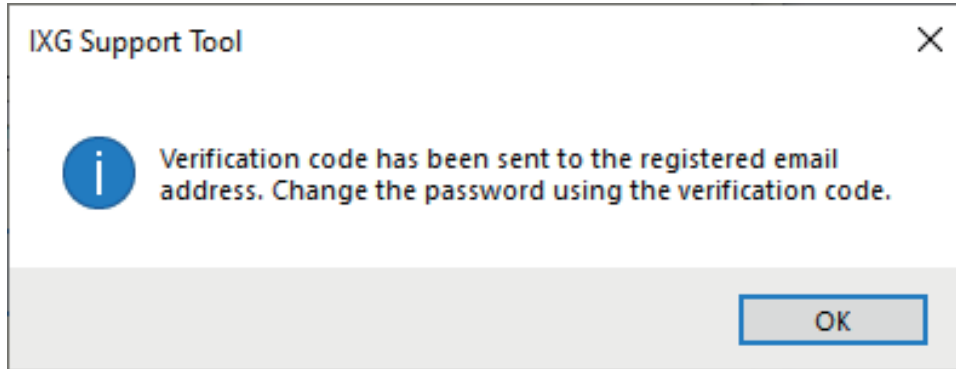 IXG Support Tool
Verification code has been sent to the registered email
address. Change the password using the verification code.
OK